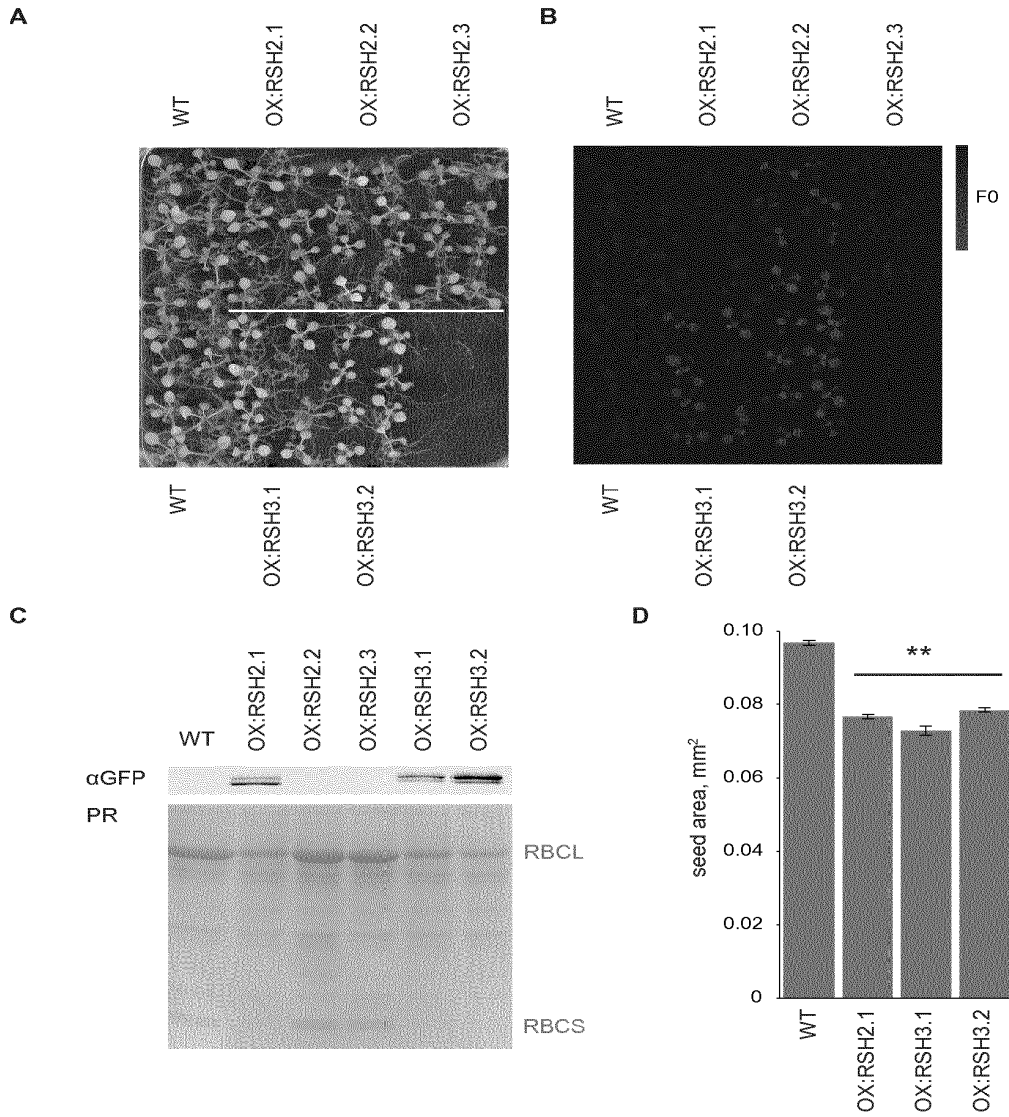 A
WT
OX:RSH2.1
OX:RSH2.2
OX:RSH2.3
WT
OX:RSH3.1
OX:RSH3.2
B
WT
OX:RSH2.1
OX:RSH2.2
OX:RSH2.3
F0
WT
OX:RSH3.1
OX:RSH3.2
C
WT
OX:RSH2.1
OX:RSH2.2
OX:RSH2.3
OX:RSH3.1
OX:RSH3.2
αGFP
PR
RBCL
RBCS
D
seed area, mm²
0.10
0.08
0.06
0.04
0.02
0
**
WT
OX:RSH2.1
OX:RSH3.1
OX:RSH3.2